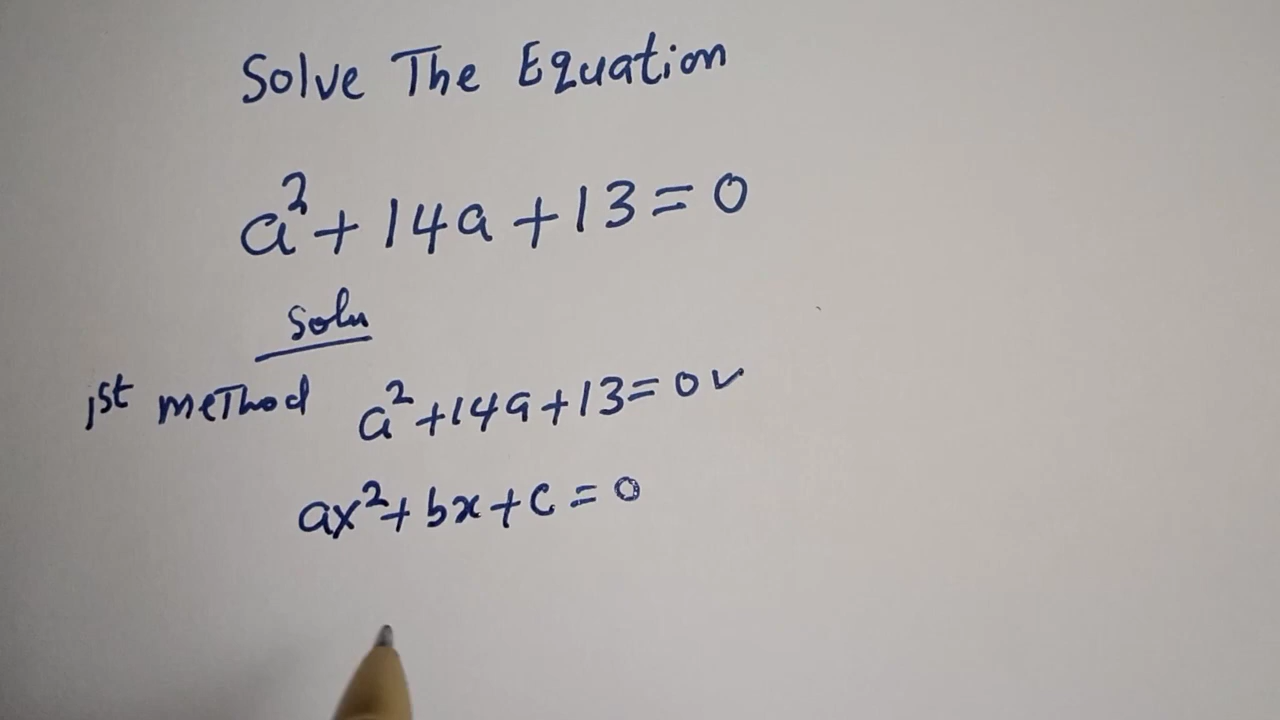 Solve The Equation
a²+14a+13=0
Soln
1st method a²+14a+13=0✓
ax²+bx+c=0